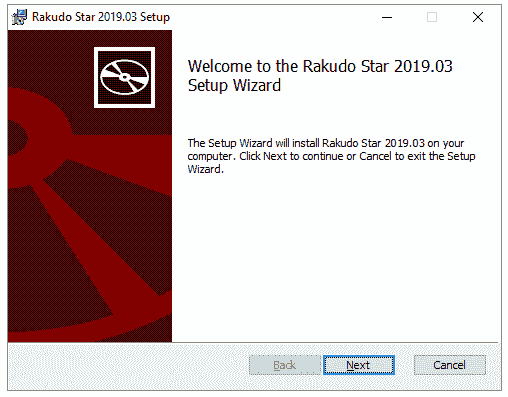 Rakudo Star 2019.03 Setup
Welcome to the Rakudo Star 2019.03
Setup Wizard
The Setup Wizard will install Rakudo Star 2019.03 on your
computer. Click Next to continue or Cancel to exit the Setup
Wizard.
Back
Next
Cancel